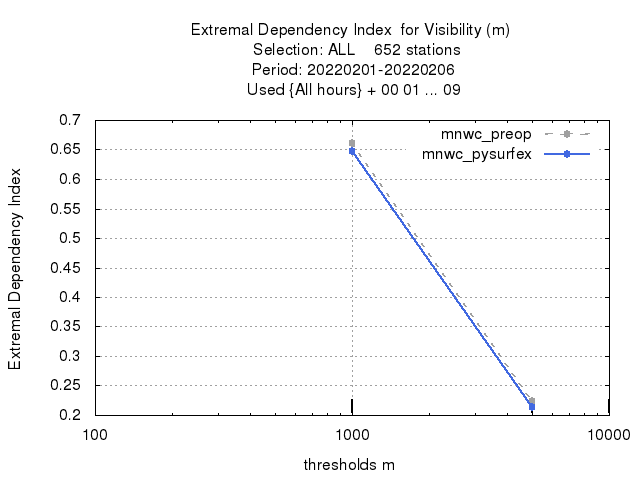 Extremal Dependency Index  for Visibility (m)
Selection: ALL    652 stations
Period: 20220201-20220206
Used {All hours} + 00 01 ... 09
mnwc_preop
mnwc_pysurfex
Extremal Dependency Index
0.7
0.65
0.6
0.55
0.5
0.45
0.4
0.35
0.3
0.25
0.2
100
1000
10000
thresholds m